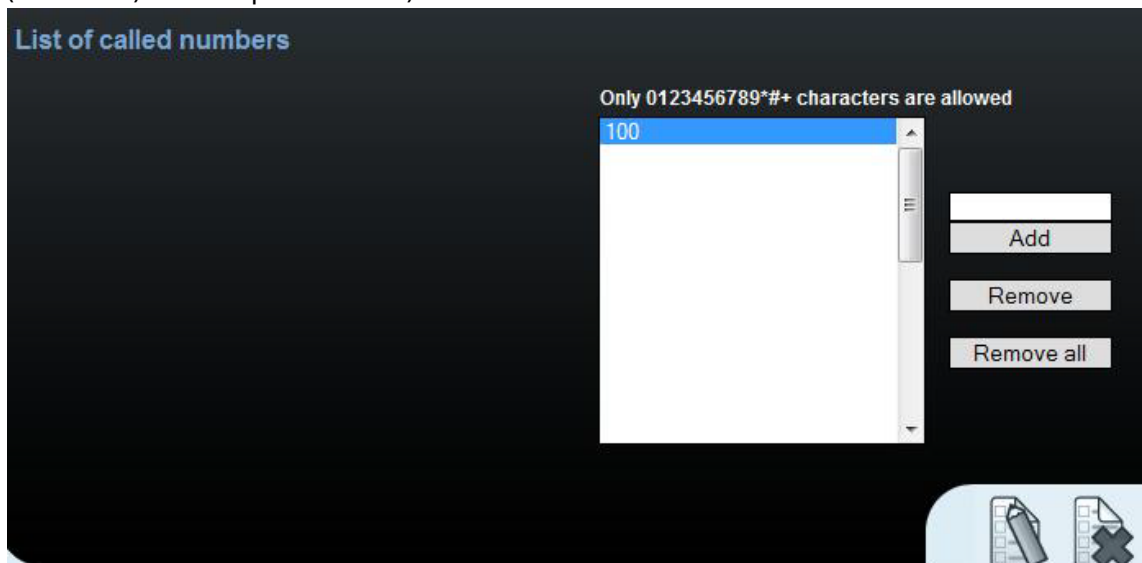 List of called numbers
Only 0123456789*#+ characters are allowed
100
Add
Remove
Remove all